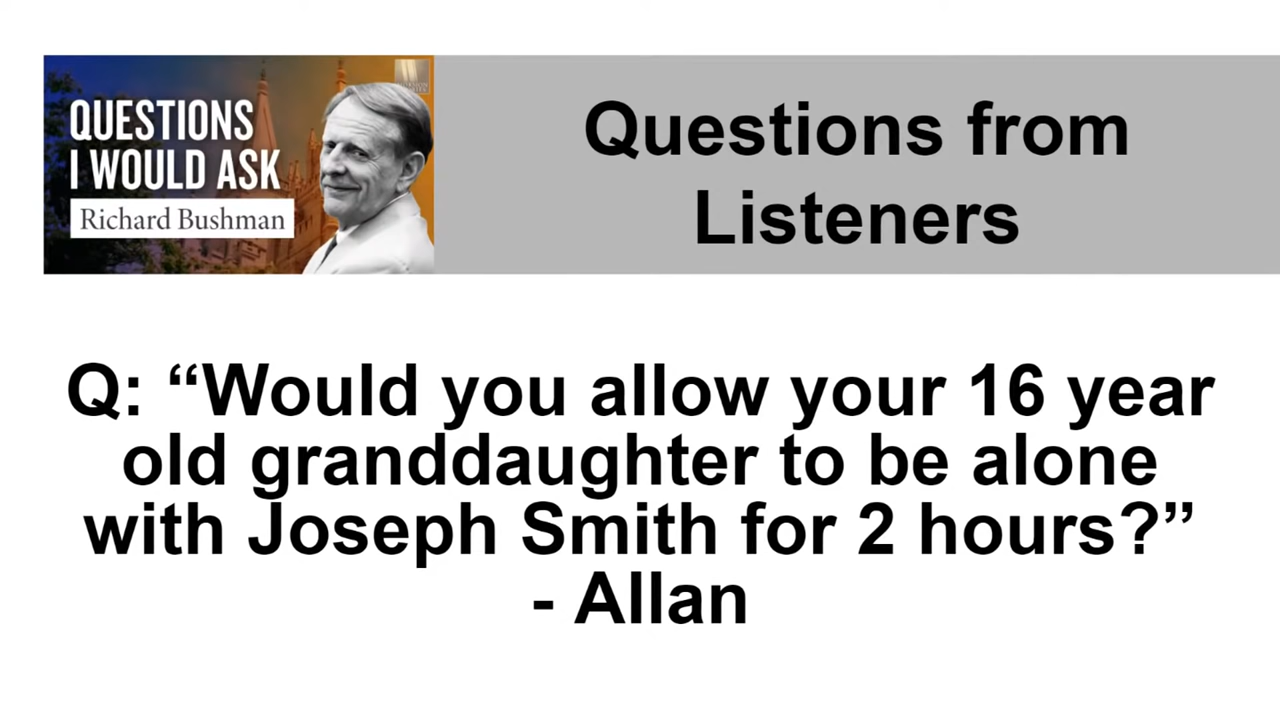 QUESTIONS
I WOULD ASK
Richard Bushman
Questions from
Listeners
Q: “Would you allow your 16 year
old granddaughter to be alone
with Joseph Smith for 2 hours?”
- Allan